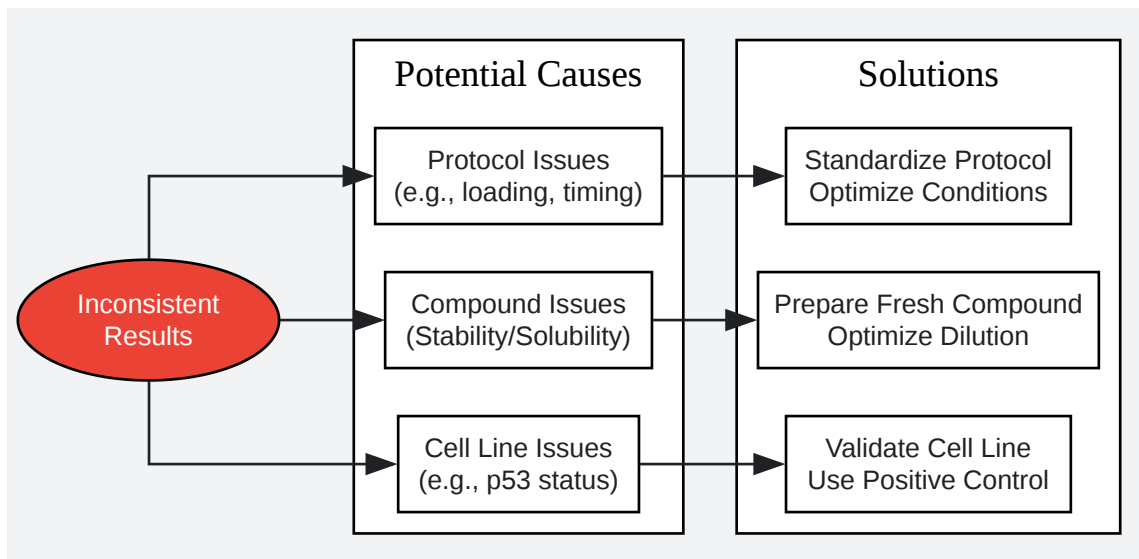 Potential Causes
Solutions
Protocol Issues
(e.g., loading, timing)
Standardize Protocol
Optimize Conditions
Inconsistent
Results
Compound Issues
(Stability/Solubility)
Prepare Fresh Compound
Optimize Dilution
Cell Line Issues
(e.g., p53 status)
Validate Cell Line
Use Positive Control